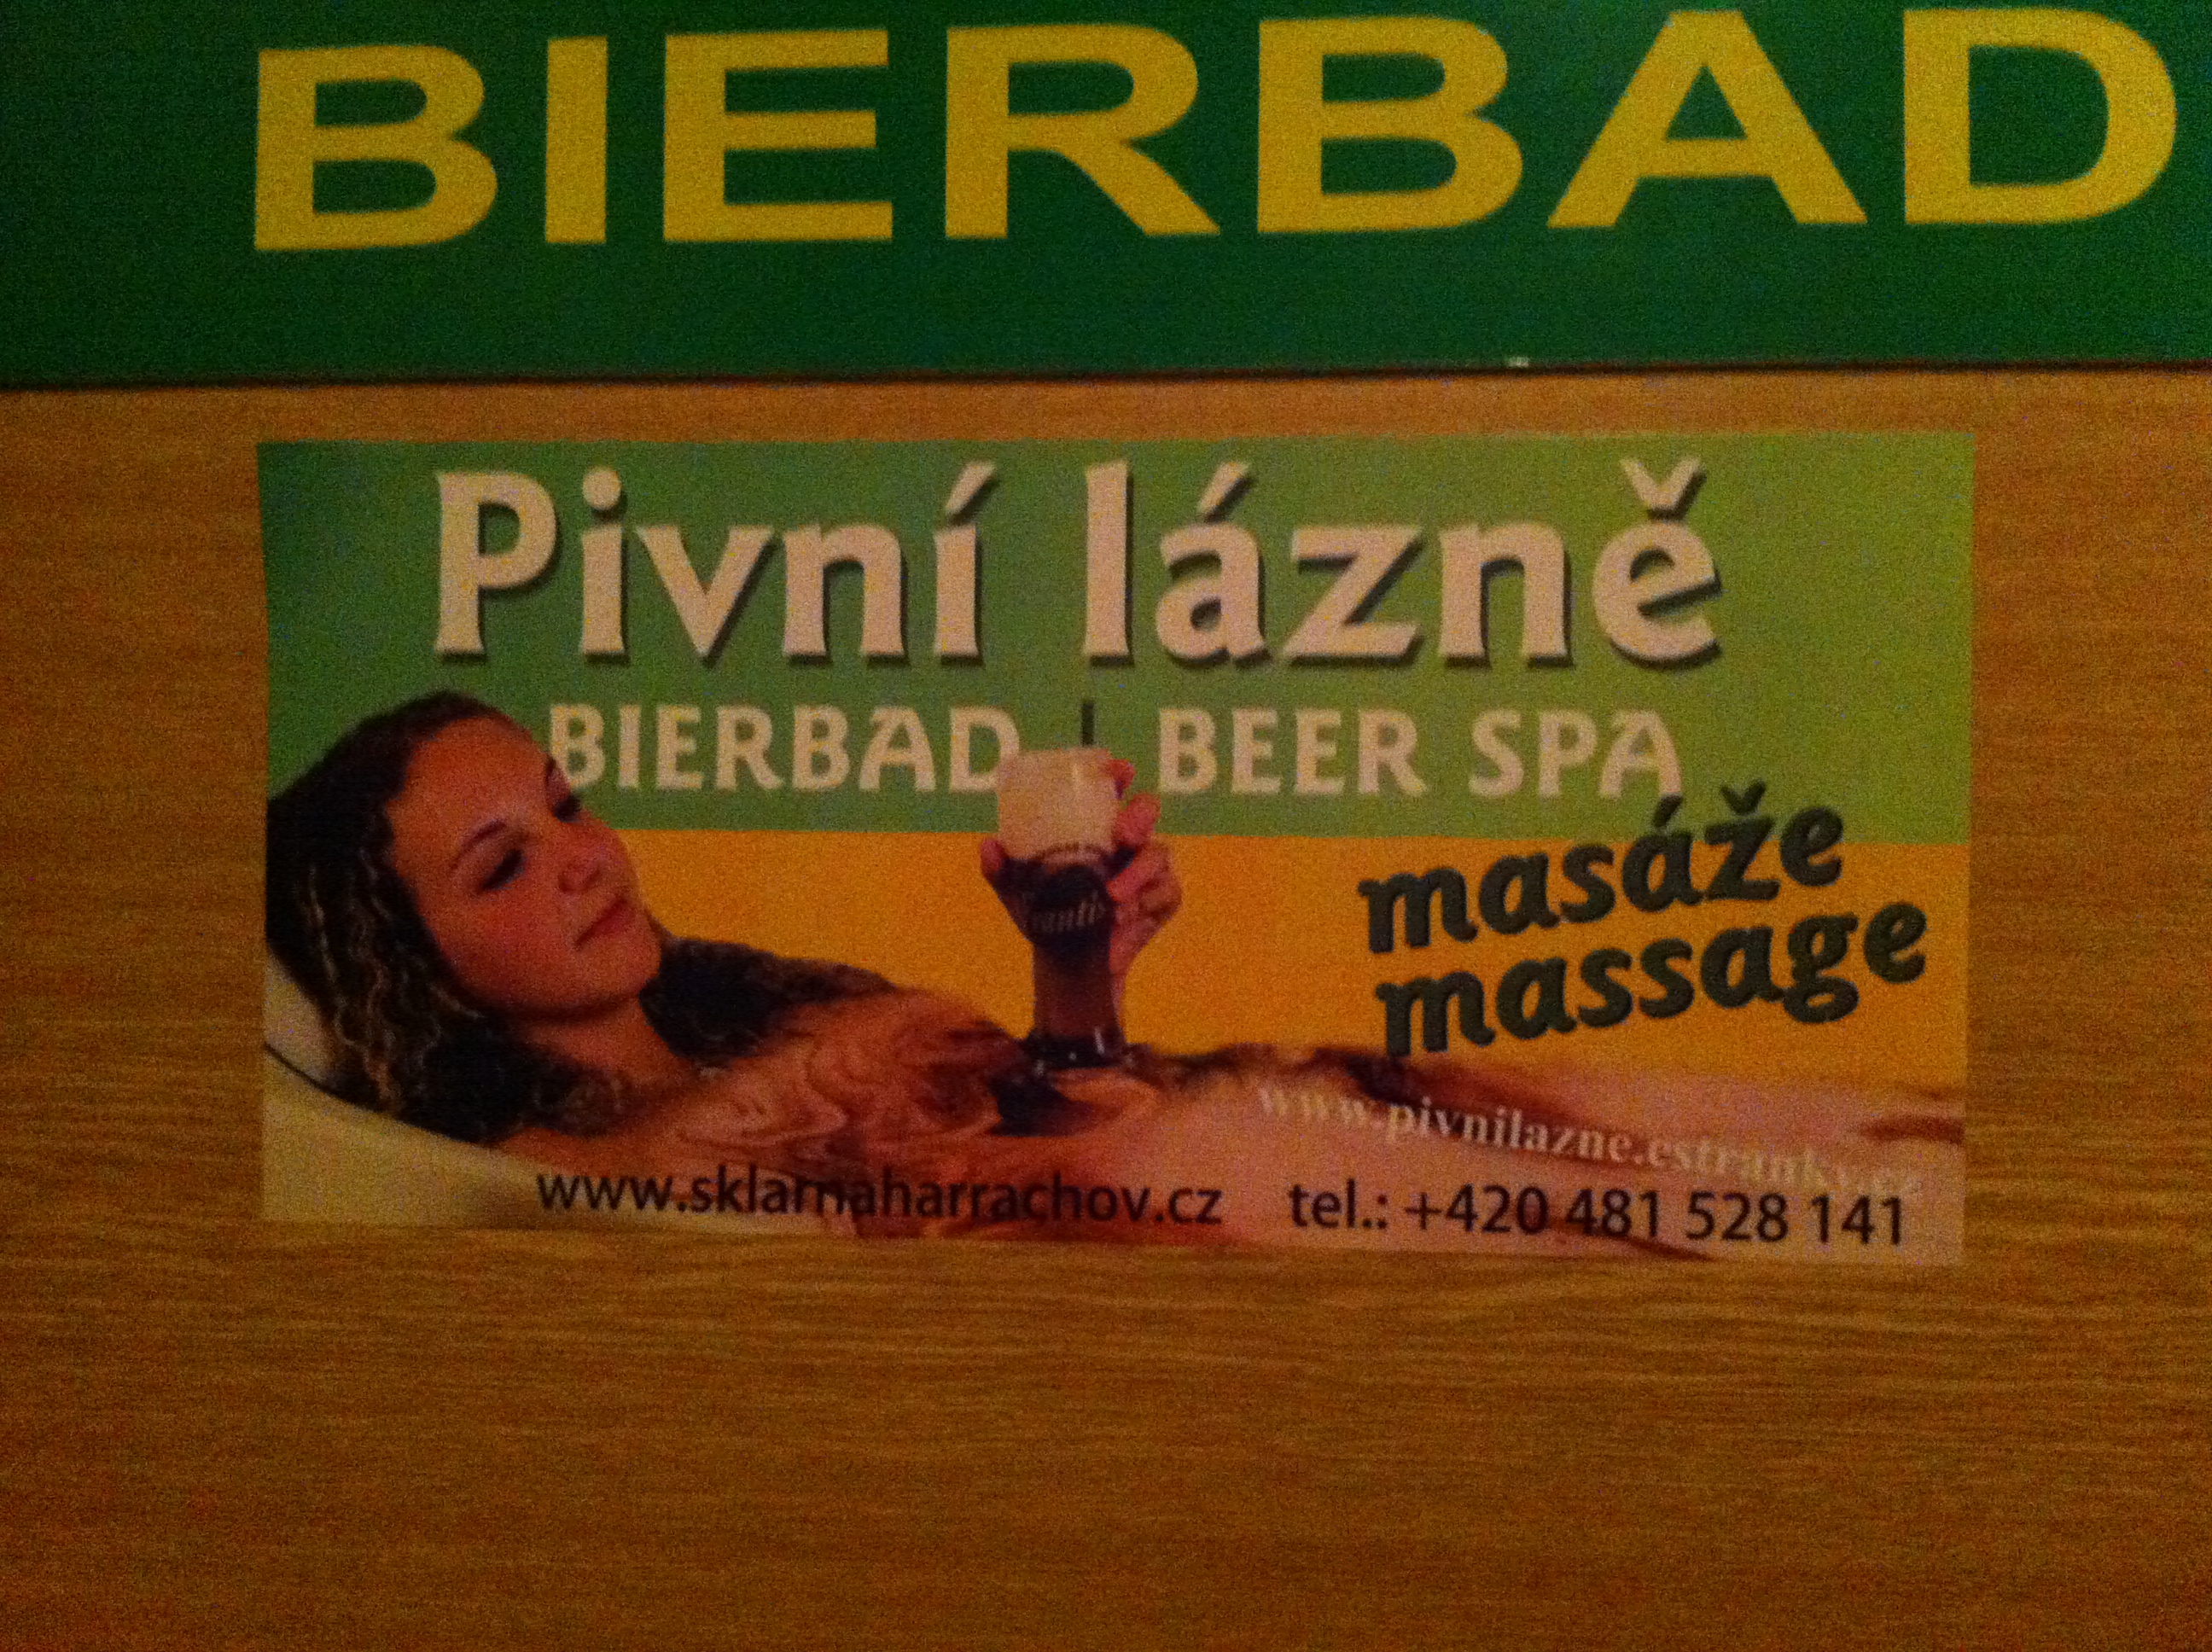 BIERBAD
Pivní lázně
BIERBAD | BEER SPA
masáže
massage
www.pivnilazne.estranky.cz
www.sklarnaharrachov.cz tel.: +420 481 528 141